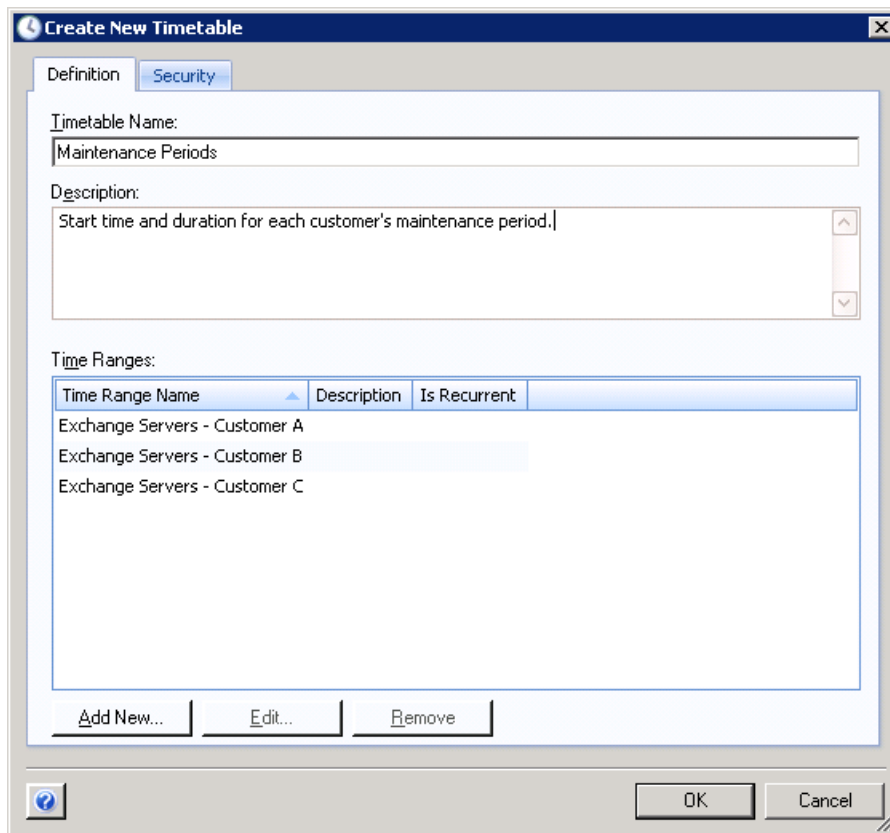 Create New Timetable
Definition Security
Timetable Name:
Maintenance Periods
Description:
Start time and duration for each customer's maintenance period.
Time Ranges:
Time Range Name Description Is Recurrent
Exchange Servers - Customer A
Exchange Servers - Customer B
Exchange Servers - Customer C
Add New... Edit... Remove
? OK Cancel